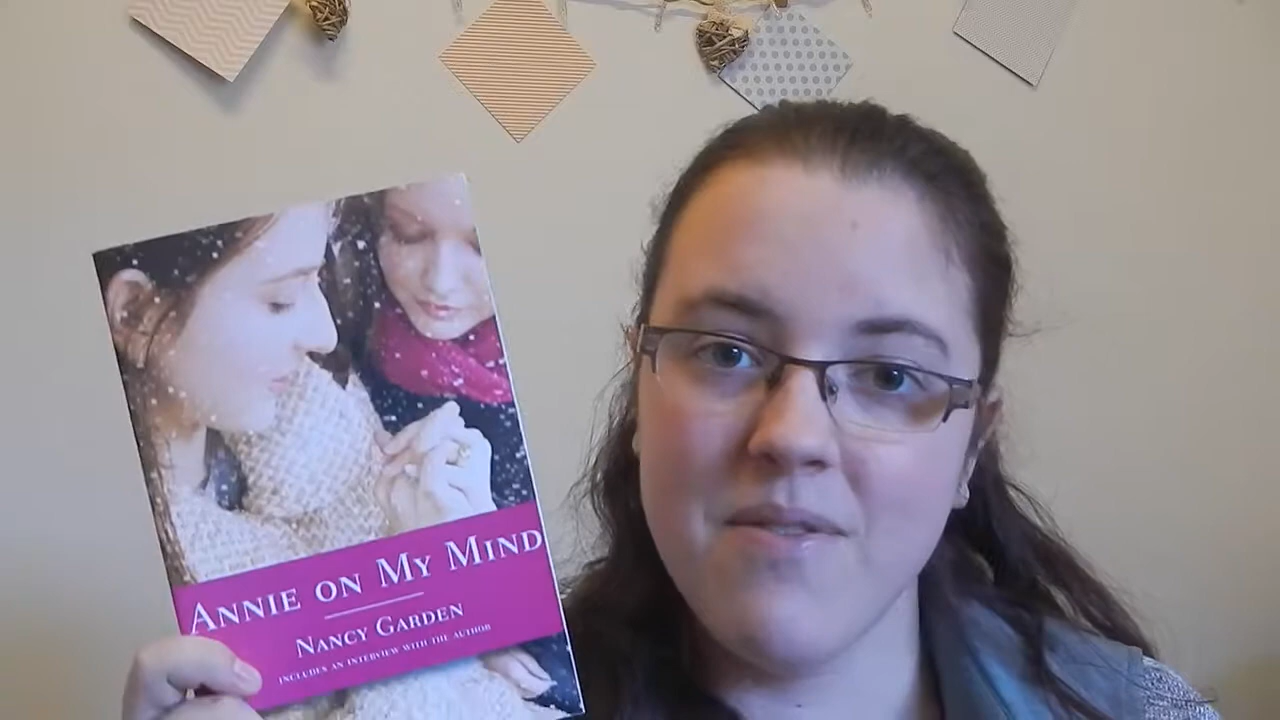 ANNIE ON MY MIND
NANCY GARDEN
INCLUDES AN INTERVIEW WITH THE AUTHOR